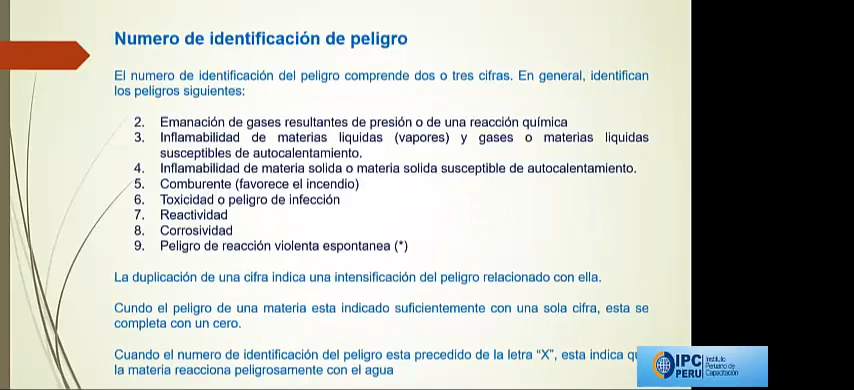 Numero de identificación de peligro
El numero de identificación del peligro comprende dos o tres cifras. En general, identifican
los peligros siguientes:
2. Emanación de gases resultantes de presión o de una reacción química
3. Inflamabilidad de materias liquidas (vapores) y gases o materias liquidas
susceptibles de autocalentamiento.
4. Inflamabilidad de materia solida o materia solida susceptible de autocalentamiento.
5. Comburente (favorece el incendio)
6. Toxicidad o peligro de infección
7. Reactividad
8. Corrosividad
9. Peligro de reacción violenta espontanea (*)
La duplicación de una cifra indica una intensificación del peligro relacionado con ella.
Cundo el peligro de una materia esta indicado suficientemente con una sola cifra, esta se
completa con un cero.
Cuando el numero de identificación del peligro esta precedido de la letra “X”, esta indica
la materia reacciona peligrosamente con el agua
IPC
PERU
Instituto
Peruano de
Capacitación